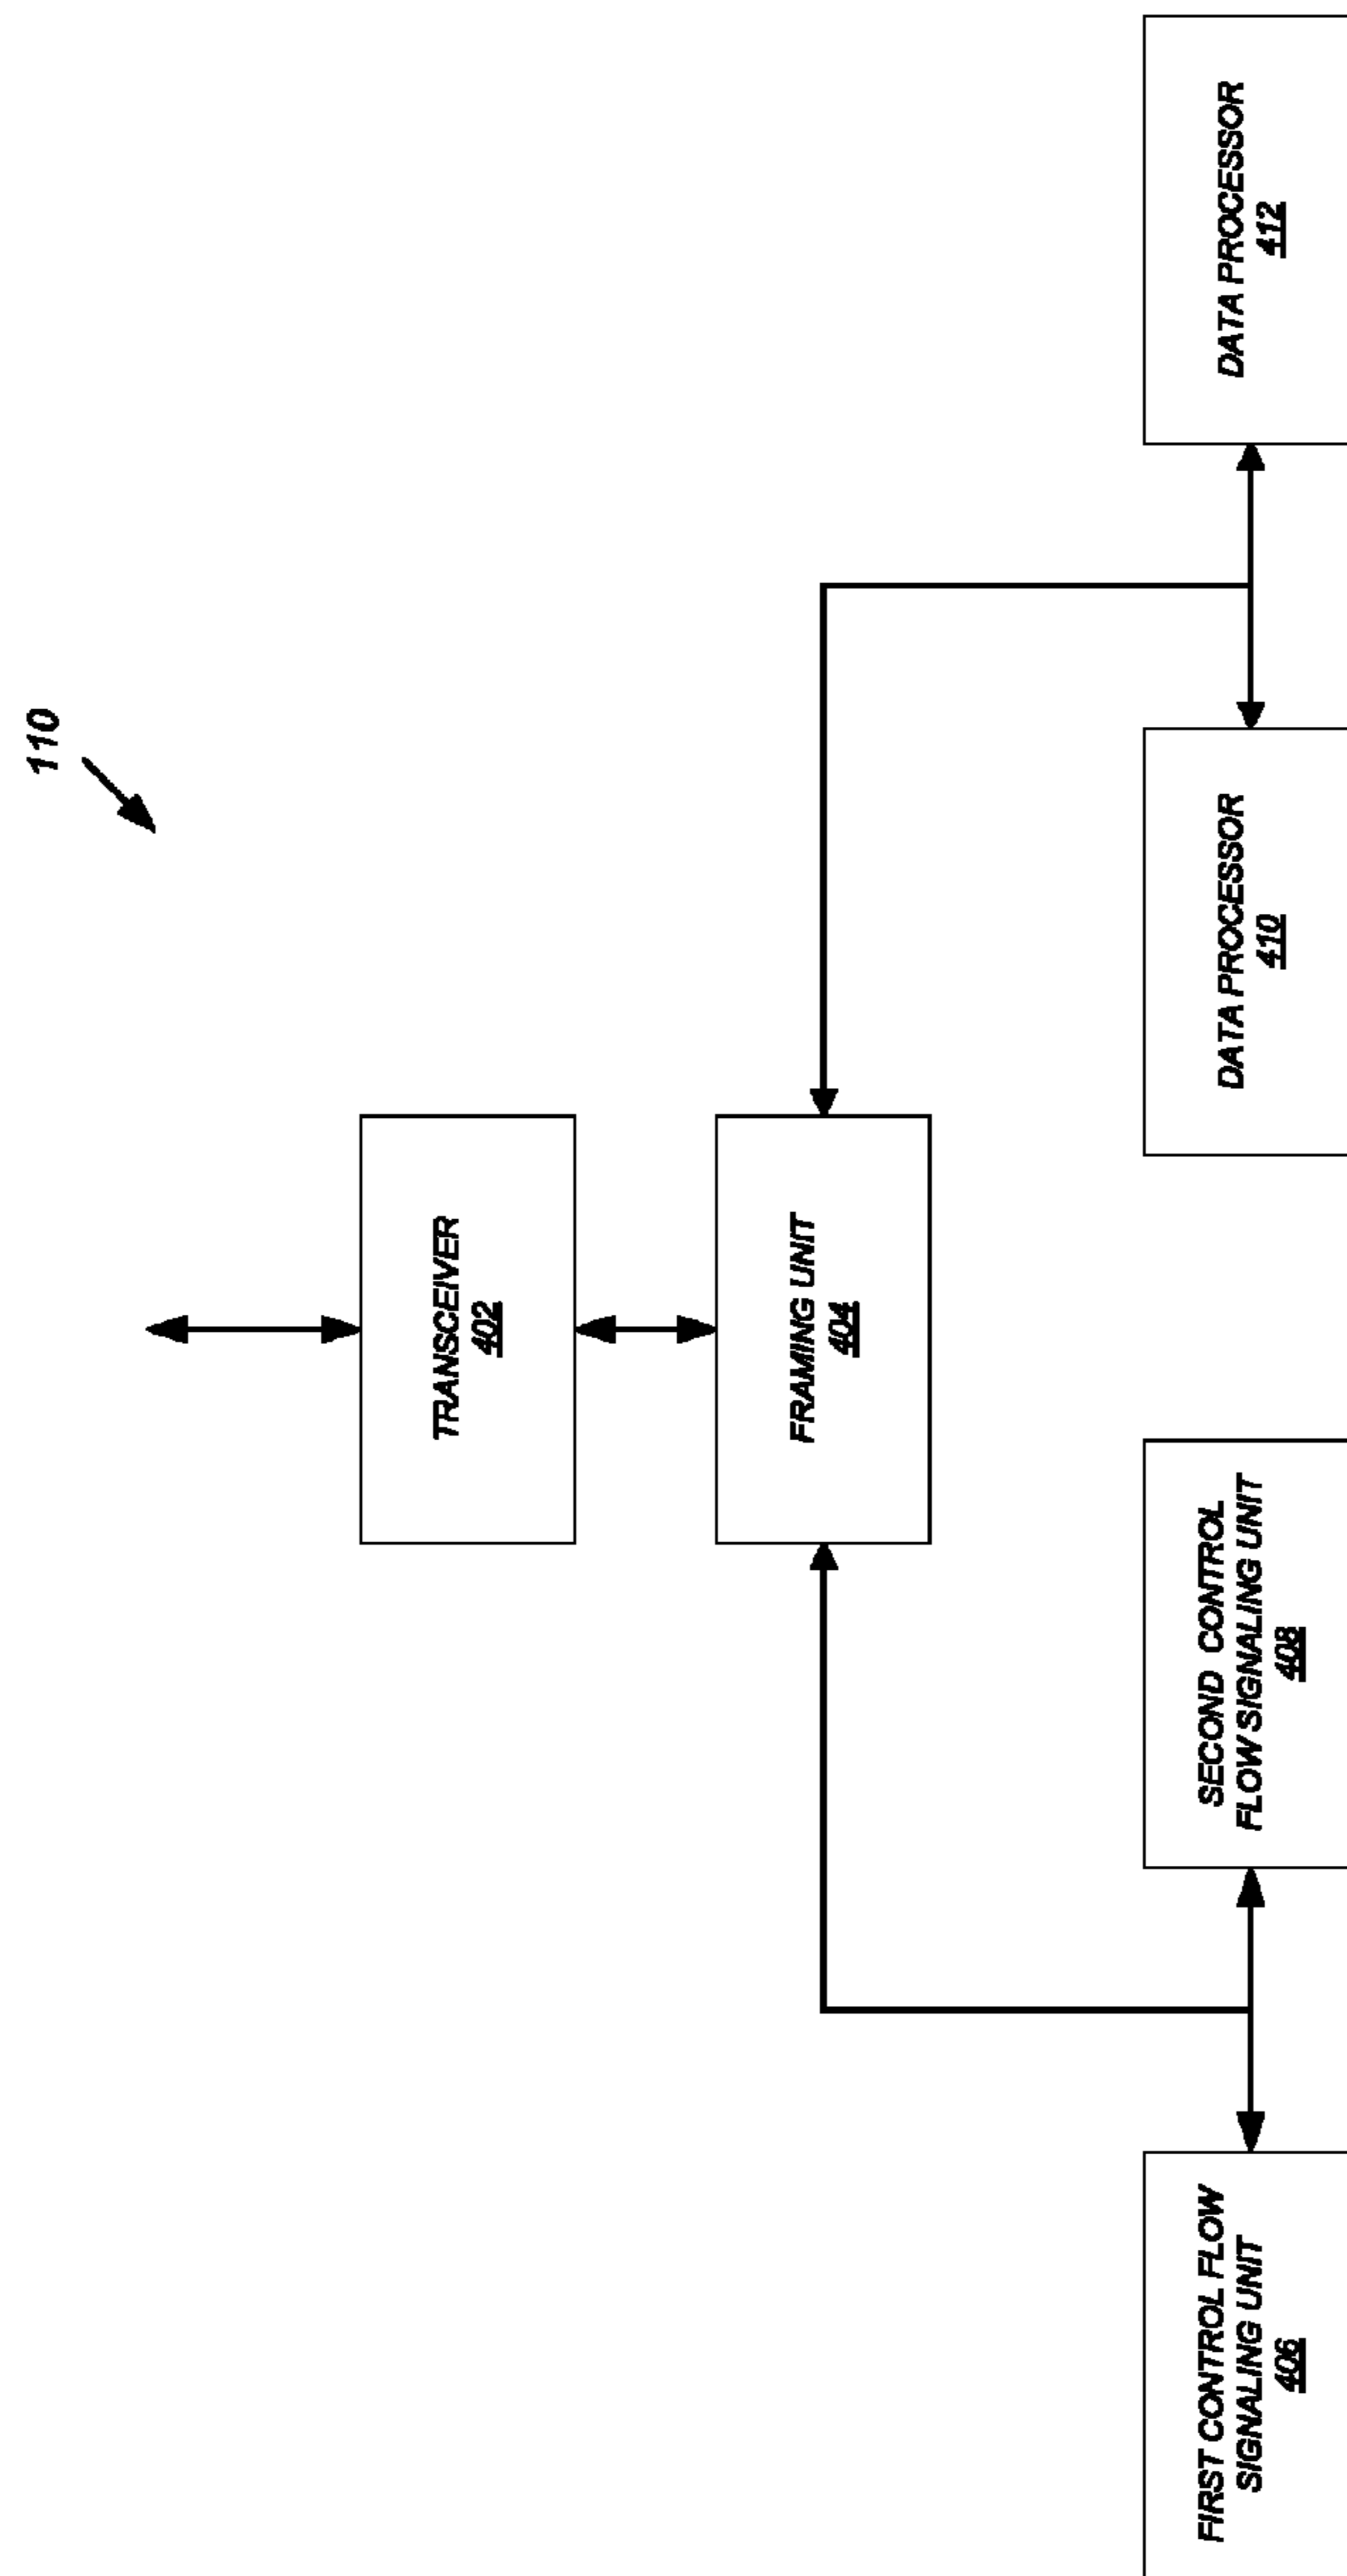 110
TRANSCEIVER
402
FRAMING UNIT
404
FIRST CONTROL FLOW
SIGNALING UNIT
406
SECOND CONTROL
FLOW SIGNALING UNIT
408
DATA PROCESSOR
410
DATA PROCESSOR
412